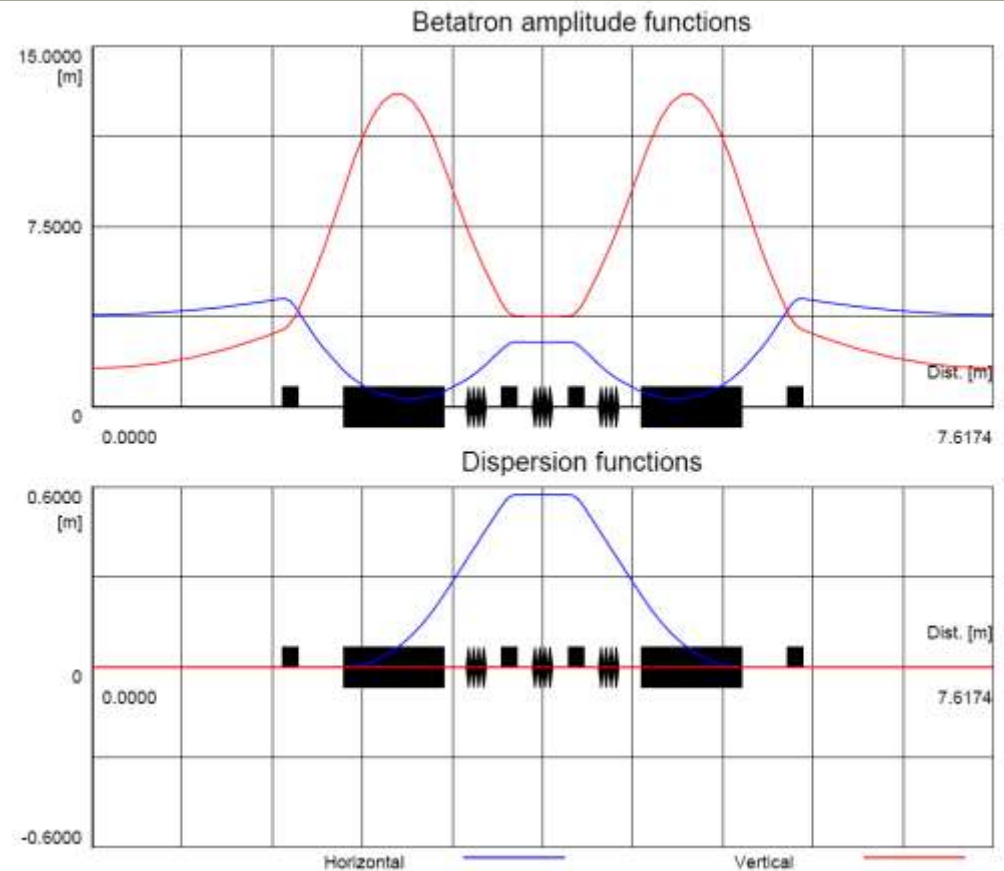 Betatron amplitude functions
15.0000
[m]
7.5000
Dist. [m]
0
0.0000
7.6174
Dispersion functions
0.6000
[m]
Dist. [m]
0
0.0000
7.6174
-0.6000
Horizontal
Vertical